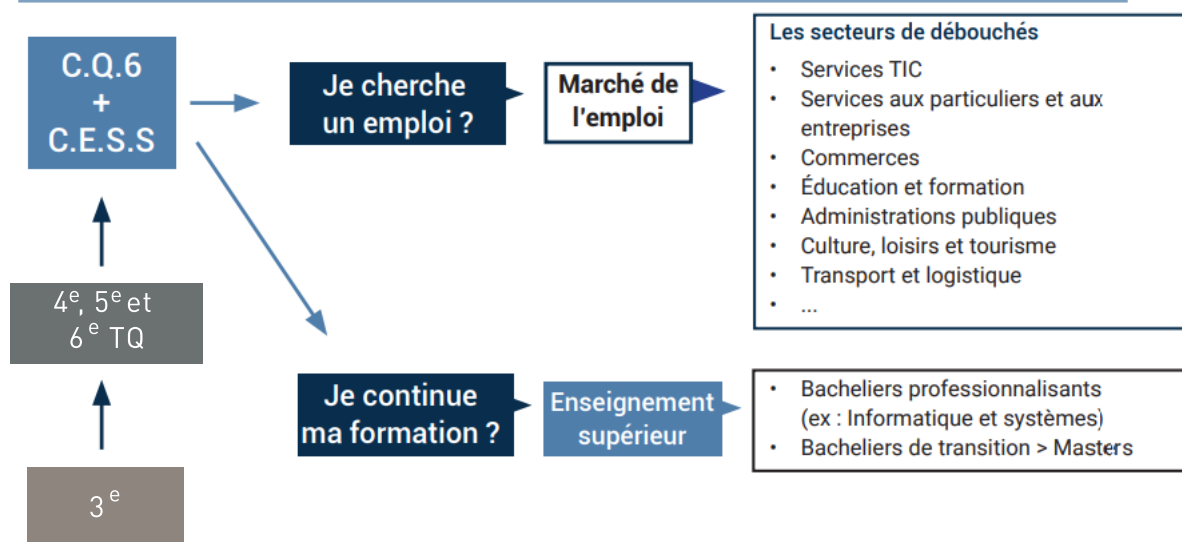 C.Q.6
+
C.E.S.S
Je cherche
un emploi ?
Marché de
l'emploi
Les secteurs de débouchés
• Services TIC
• Services aux particuliers et aux
entreprises
• Commerces
• Éducation et formation
• Administrations publiques
• Culture, loisirs et tourisme
• Transport et logistique
• ...
4e, 5e et
6e TQ
Je continue
ma formation ?
Enseignement
supérieur
• Bacheliers professionnalisants
(ex : Informatique et systèmes)
• Bacheliers de transition > Masters
3e